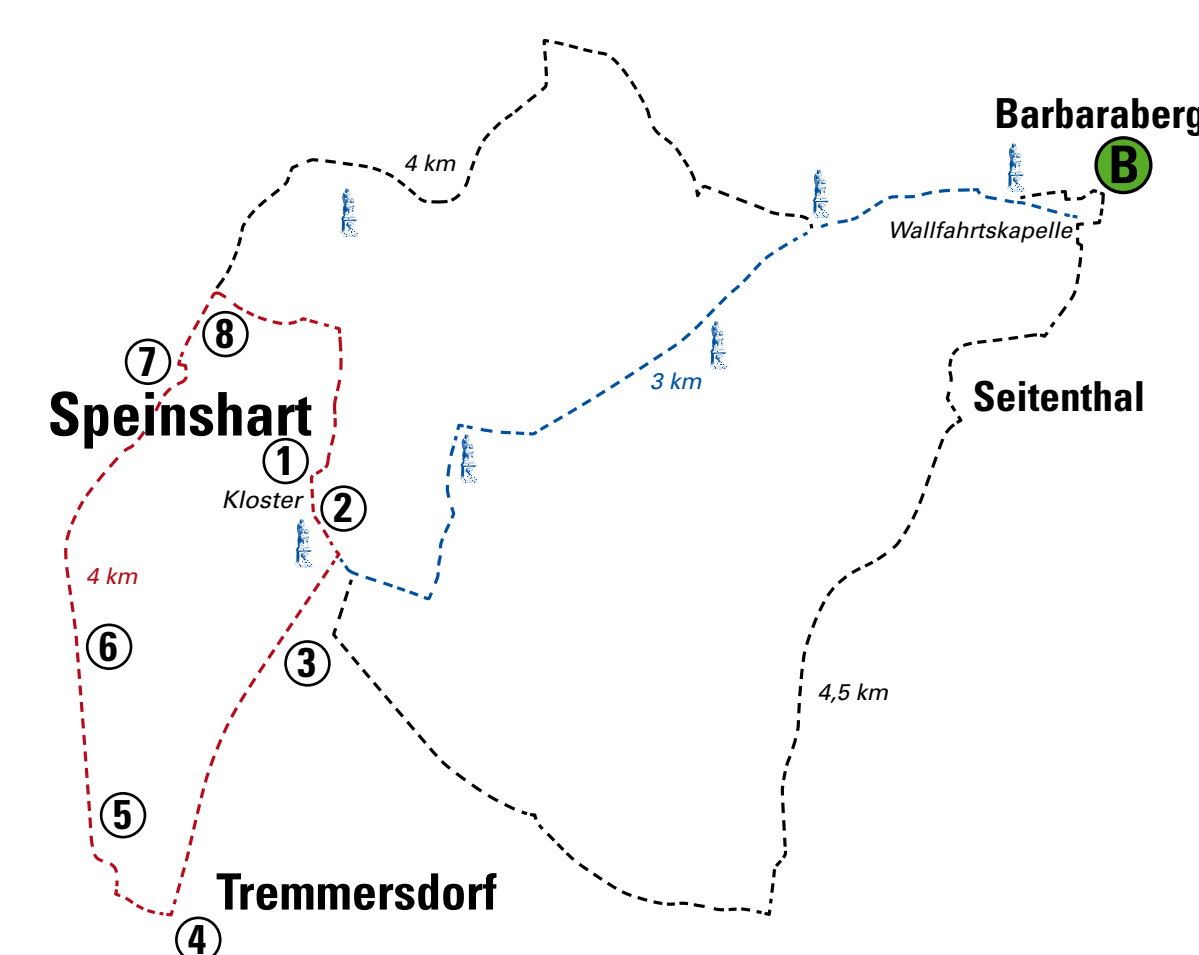 Barbaraberg
4 km
B
Wallfahrtskapelle
8
7
3 km
Speinshart
Seitenthal
1
Kloster
2
4 km
6
3
4,5 km
5
Tremmersdorf
4